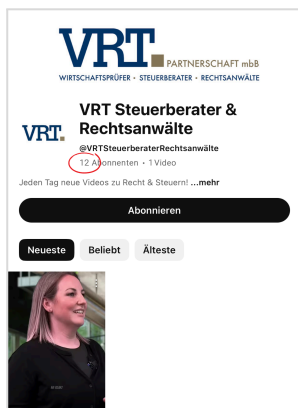 VRT.
PARTNERSCHAFT mbB
WIRTSCHAFTSPRÜFER · STEUERBERATER · RECHTSANWÄLTE
VRT.
VRT Steuerberater &
Rechtsanwälte
@VRTSteuerberaterRechtsanwälte
12 Abonnenten · 1 Video
Jeden Tag neue Videos zu Recht & Steuern! ...mehr
Abonnieren
Neueste
Beliebt
Älteste